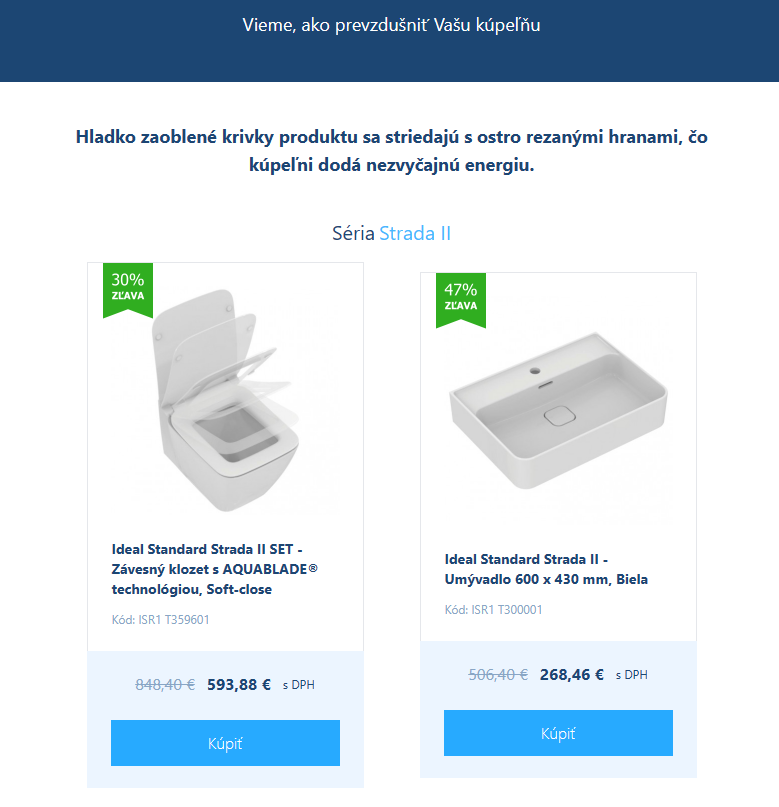 Vieme, ako prevzdušniť Vašu kúpeľňu
Hladko zaoblené krivky produktu sa striedajú s ostro rezanými hranami, čo
kúpeľni dodá nezvyčajnú energiu.
Séria Strada II
30%
ZĽAVA
Ideal Standard Strada II SET -
Závesný klozet s AQUABLADE®
technológiou, Soft-close
Kód: ISR1 T359601
848,40 € 593,88 € s DPH
Kúpiť
47%
ZĽAVA
Ideal Standard Strada II -
Umývadlo 600 x 430 mm, Biela
Kód: ISR1 T300001
506,40 € 268,46 € s DPH
Kúpiť